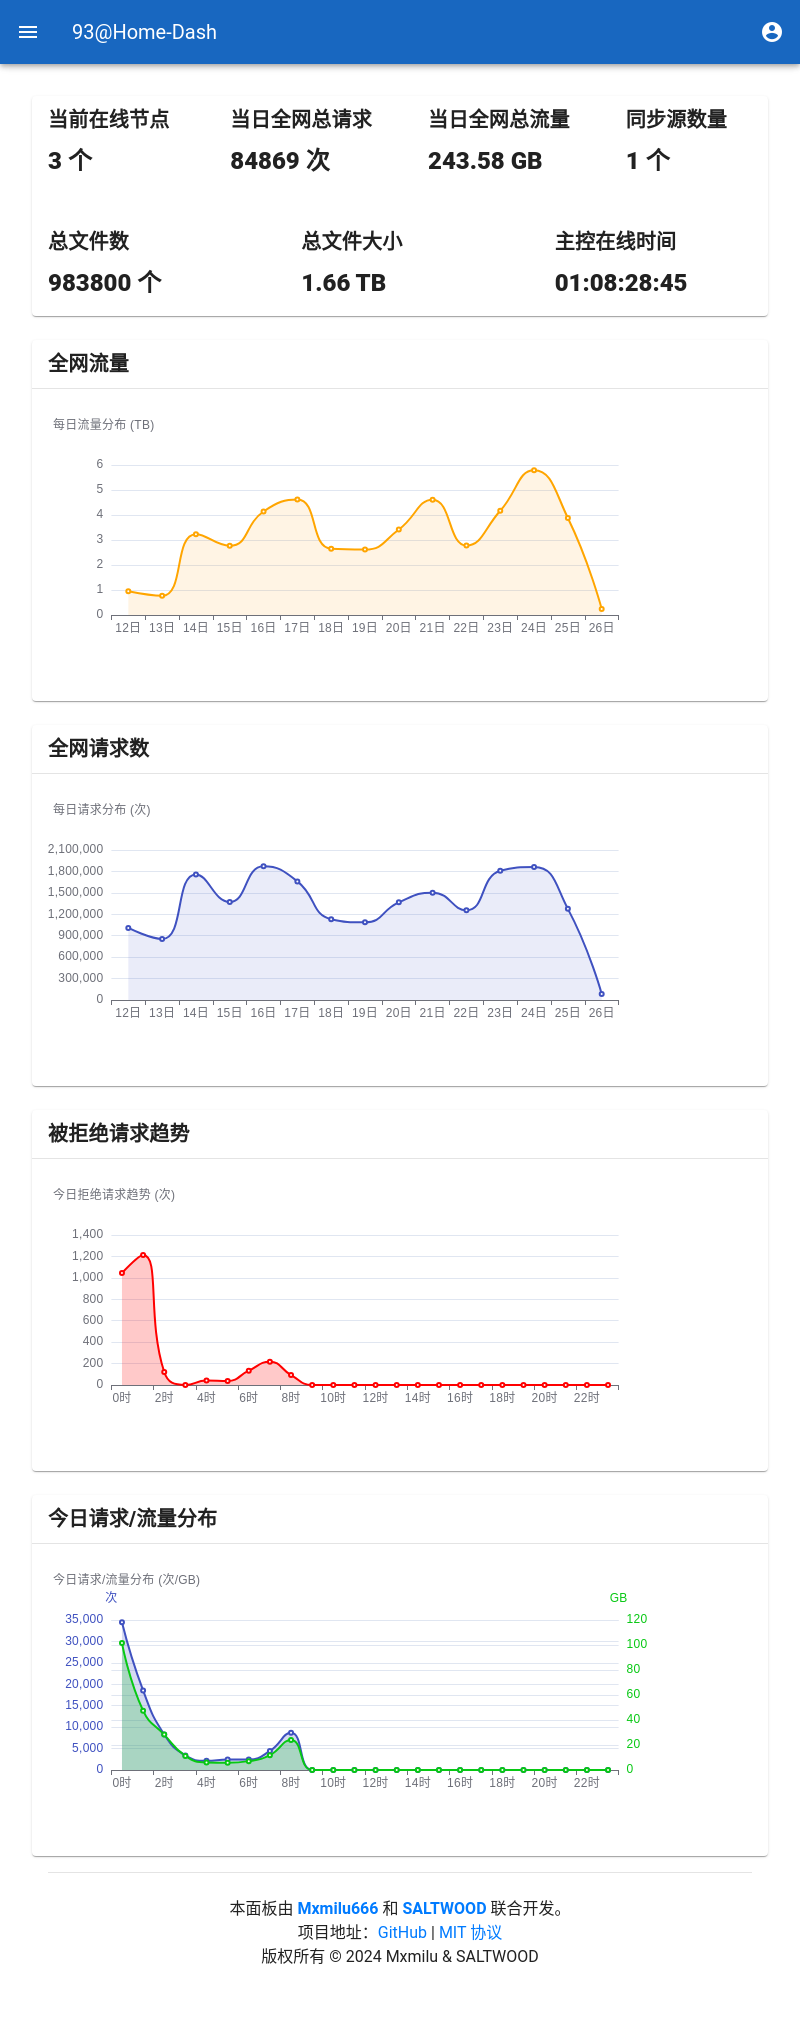 93@Home-Dash
当前在线节点 当日全网总请求 当日全网总流量 同步源数量
3 个 84869 次 243.58 GB 1 个
总文件数 总文件大小 主控在线时间
983800 个 1.66 TB 01:08:28:45
全网流量
每日流量分布 (TB)
6
5
4
3
2
1
0
12日 13日 14日 15日 16日 17日 18日 19日 20日 21日 22日 23日 24日 25日 26日
全网请求数
每日请求分布 (次)
2,100,000
1,800,000
1,500,000
1,200,000
900,000
600,000
300,000
0
12日 13日 14日 15日 16日 17日 18日 19日 20日 21日 22日 23日 24日 25日 26日
被拒绝请求趋势
今日拒绝请求趋势 (次)
1,400
1,200
1,000
800
600
400
200
0
0时 2时 4时 6时 8时 10时 12时 14时 16时 18时 20时 22时
今日请求/流量分布
今日请求/流量分布 (次/GB)
次 GB
35,000 120
30,000 100
25,000 80
20,000 60
15,000 40
10,000 20
5,000 0
0
0时 2时 4时 6时 8时 10时 12时 14时 16时 18时 20时 22时
本面板由 Mxmilu666 和 SALTWOOD 联合开发。
项目地址：GitHub | MIT 协议
版权所有 © 2024 Mxmilu & SALTWOOD